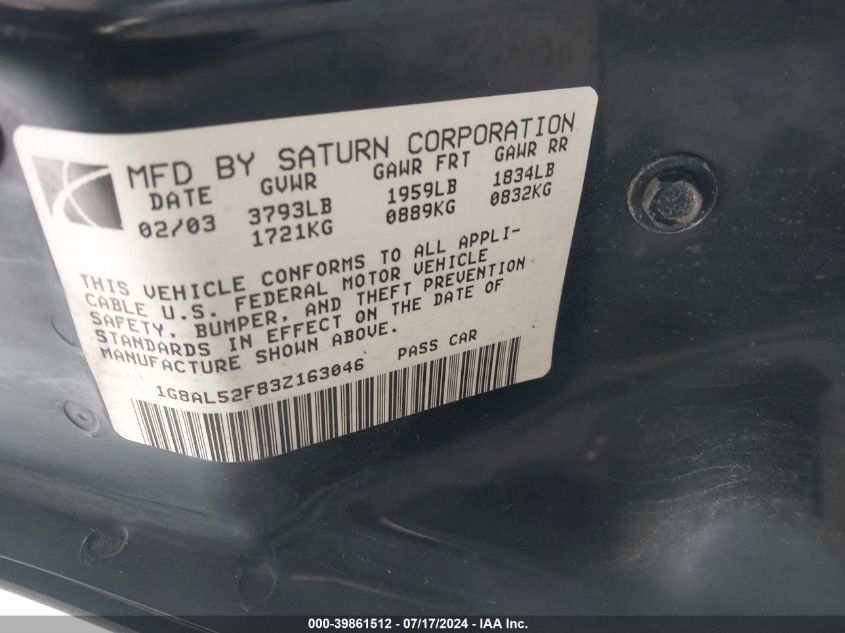 MFD BY SATURN CORPORATION
DATE GVWR GAWR FRT GAWR RR
02/03 3793LB 1959LB 1834LB
1721KG 0889KG 0832KG
THIS VEHICLE CONFORMS TO ALL APPLI-
CABLE U.S. FEDERAL MOTOR VEHICLE
SAFETY, BUMPER, AND THEFT PREVENTION
STANDARDS IN EFFECT ON THE DATE OF
MANUFACTURE SHOWN ABOVE.
1G8AL52F83Z163046 PASS CAR
000-39861512 - 07/17/2024 - IAA Inc.